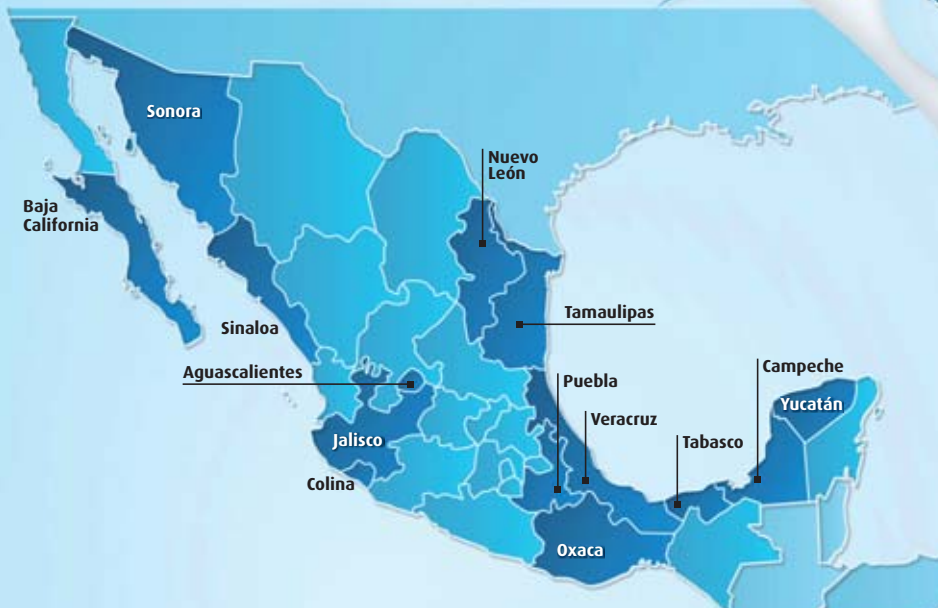 Sonora
Nuevo
León
Baja
California
Tamaulipas
Sinaloa
Campeche
Aguascalientes
Puebla
Yucatán
Veracruz
Jalisco
Tabasco
Colina
Oxaca